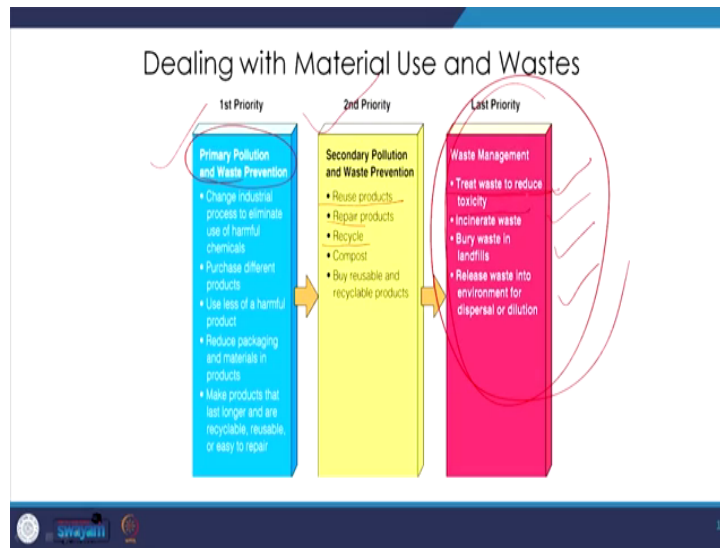 Dealing with Material Use and Wastes
1st Priority
Primary Pollution
and Waste Prevention
• Change industrial
process to eliminate
use of harmful
chemicals
• Purchase different
products
• Use less of a harmful
product
• Reduce packaging
and materials in
products
• Make products that
last longer and are
recyclable, reusable,
or easy to repair
2nd Priority
Secondary Pollution
and Waste Prevention
• Reuse products
• Repair products
• Recycle
• Compost
• Buy reusable and
recyclable products
Last Priority
Waste Management
• Treat waste to reduce
toxicity
• Incinerate waste
• Bury waste in
landfills
• Release waste into
environment for
dispersal or dilution
swayam